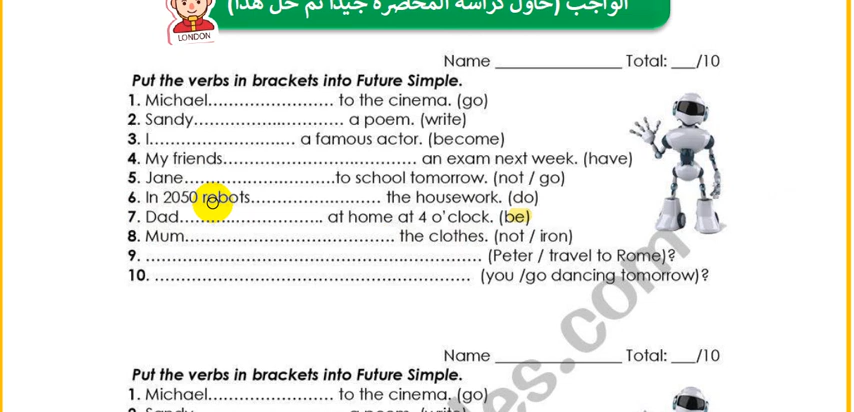 الواجب (حاول دراسة المحضرة جيدا ثم حل هذا)
LONDON
Name ______________ Total: ___/10
Put the verbs in brackets into Future Simple.
1. Michael........................ to the cinema. (go)
2. Sandy............................. a poem. (write)
3. I............................ a famous actor. (become)
4. My friends..................................... an exam next week. (have)
5. Jane.............................to school tomorrow. (not / go)
6. In 2050 robots......................... the housework. (do)
7. Dad............................ at home at 4 o'clock. (be)
8. Mum........................................ the clothes. (not / iron)
9. ................................................................ (Peter / travel to Rome)?
10. ............................................................ (you /go dancing tomorrow)?
Name ______________ Total: ___/10
Put the verbs in brackets into Future Simple.
1. Michael........................ to the cinema. (go)